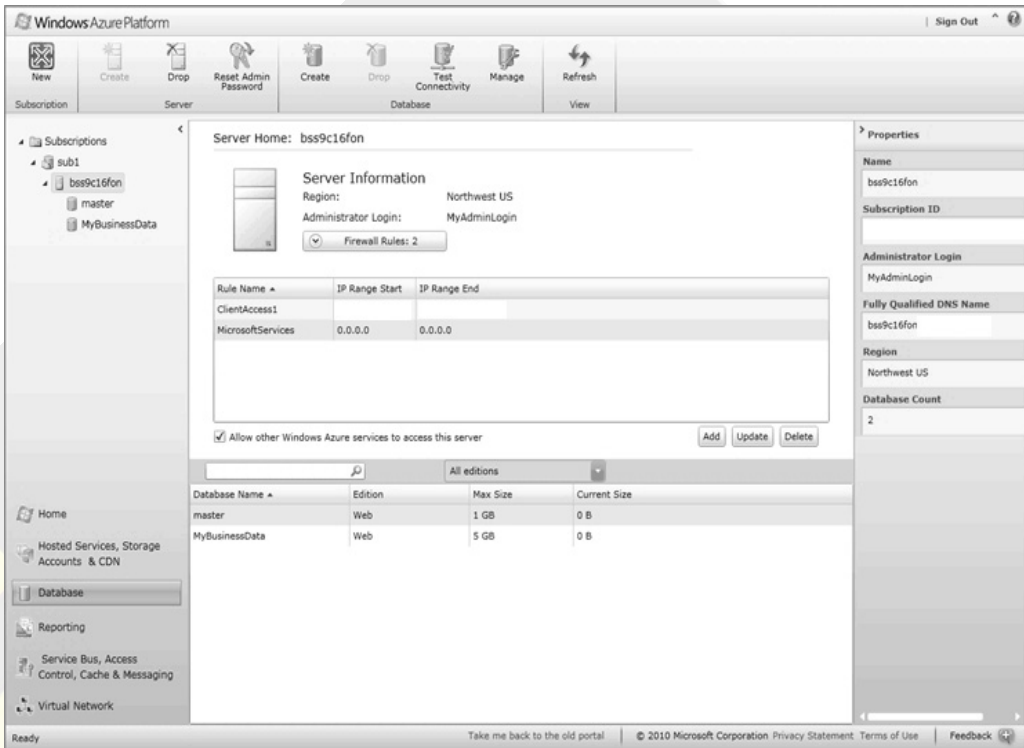 Windows Azure Platform
Sign Out
New
Create
Drop
Reset Admin
Password
Create
Drop
Test
Connectivity
Manage
Refresh
Subscription
Server
Database
View
Subscriptions
sub1
bss9c16fon
master
MyBusinessData
Home
Hosted Services, Storage
Accounts & CDN
Database
Reporting
Service Bus, Access
Control, Cache & Messaging
Virtual Network
Server Home: bss9c16fon
Server Information
Region: Northwest US
Administrator Login: MyAdminLogin
Firewall Rules: 2
Rule Name IP Range Start IP Range End
ClientAccess1
MicrosoftServices 0.0.0.0 0.0.0.0
Allow other Windows Azure services to access this server
Add Update Delete
All editions
Database Name Edition Max Size Current Size
master Web 1 GB 0 B
MyBusinessData Web 5 GB 0 B
Properties
Name
bss9c16fon
Subscription ID
Administrator Login
MyAdminLogin
Fully Qualified DNS Name
bss9c16fon
Region
Northwest US
Database Count
2
Ready
Take me back to the old portal
© 2010 Microsoft Corporation Privacy Statement Terms of Use
Feedback